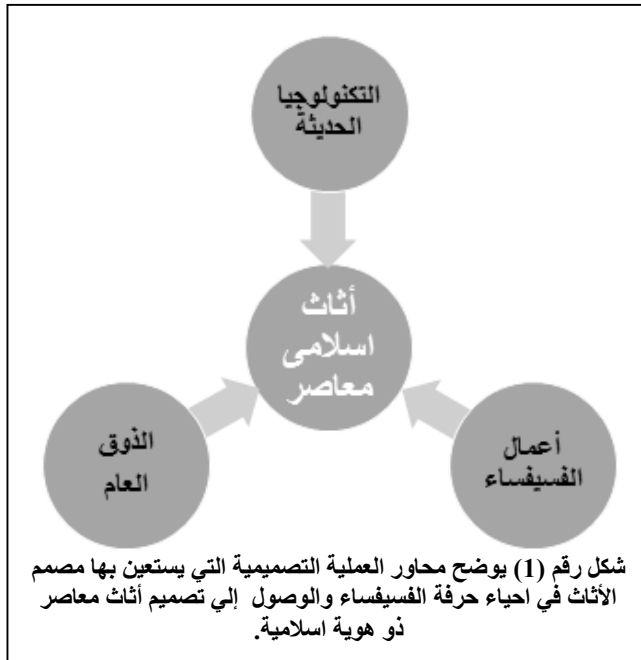 التكنولوجيا
الحديثة
أثاث
اسلامى
معاصر
الذوق
العام
أعمال
الفسيفساء
شكل رقم (1) يوضح محاور العملية التصميمية التي يستعين بها مصمم
الأثاث في احياء حرفة الفسيفساء والوصول إلي تصميم أثاث معاصر
ذو هوية اسلامية.